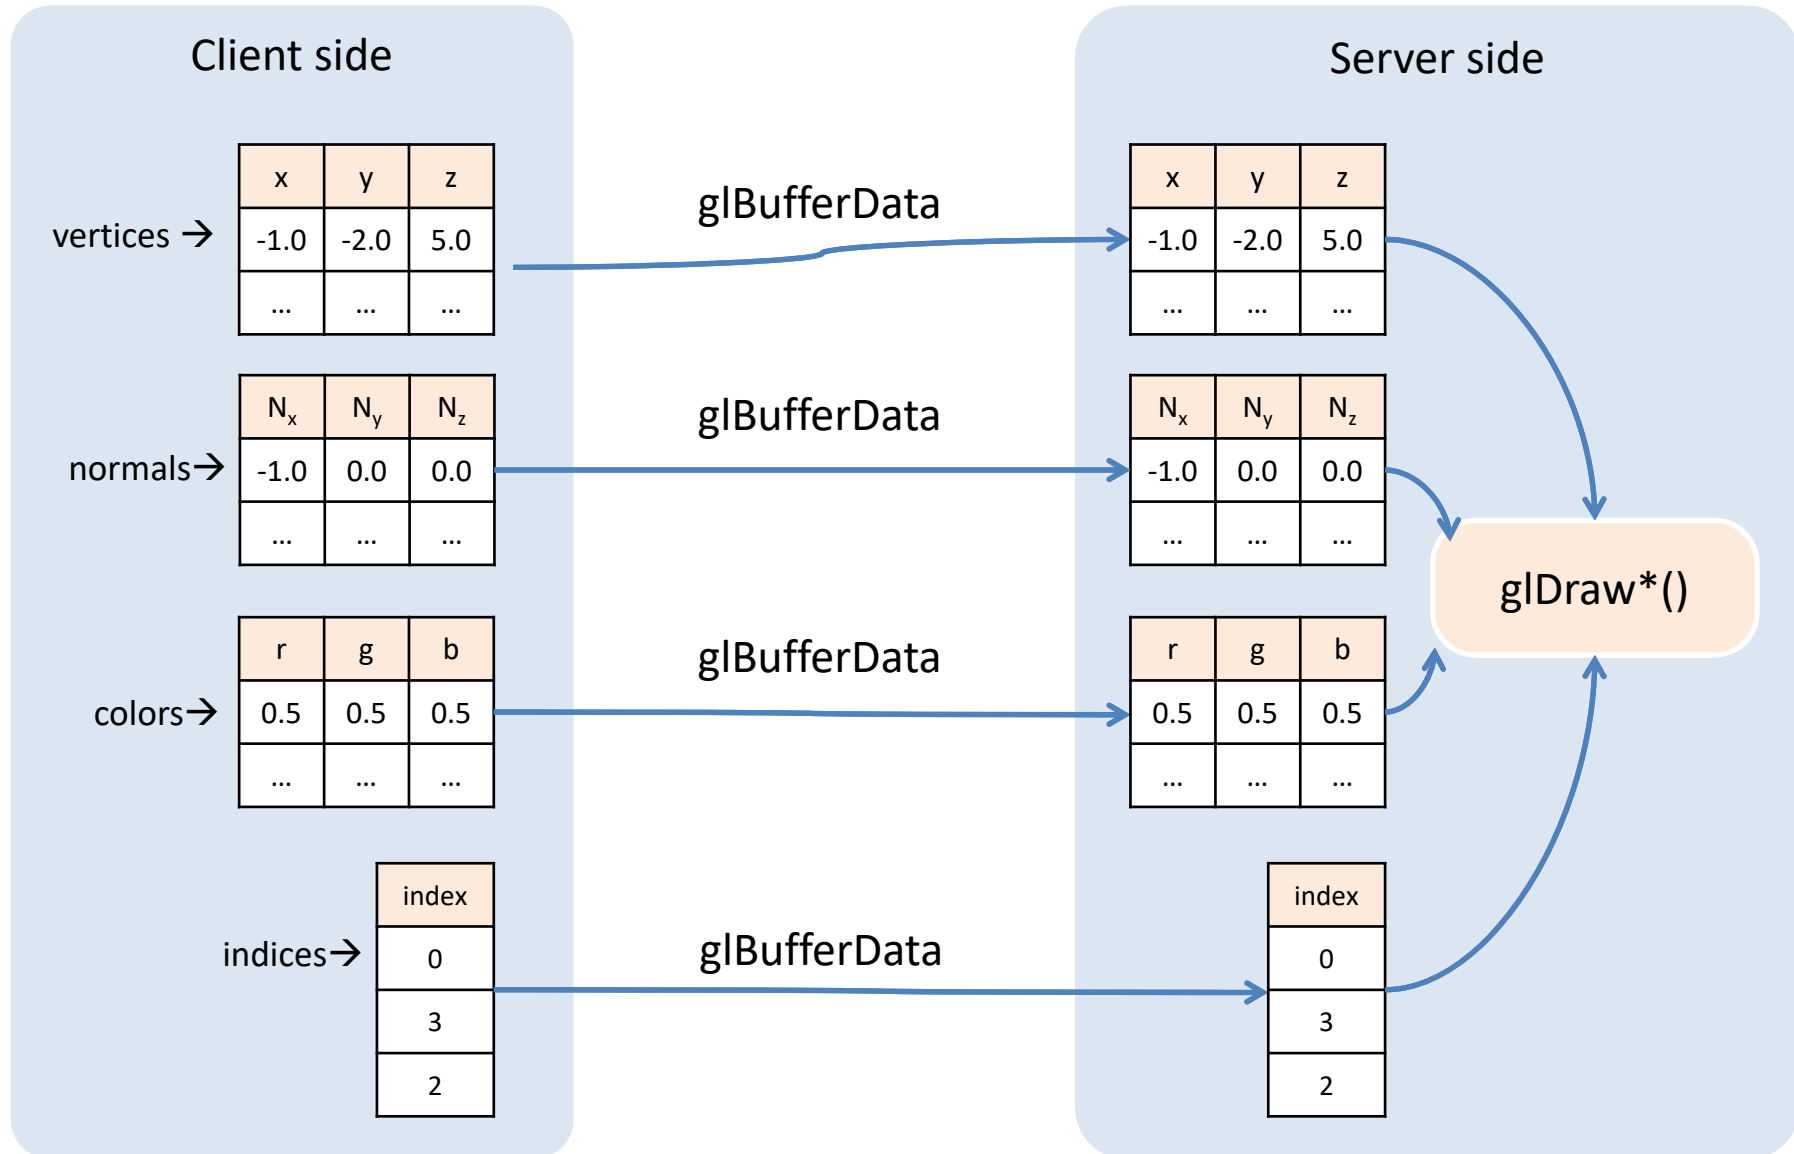 Client side
Server side
vertices →
x y z
-1.0 -2.0 5.0
... ... ...
glBufferData
x y z
-1.0 -2.0 5.0
... ... ...
normals→
Nx Ny Nz
-1.0 0.0 0.0
... ... ...
glBufferData
Nx Ny Nz
-1.0 0.0 0.0
... ... ...
glDraw*()
colors→
r g b
0.5 0.5 0.5
... ... ...
glBufferData
r g b
0.5 0.5 0.5
... ... ...
indices→
index
0
3
2
glBufferData
index
0
3
2